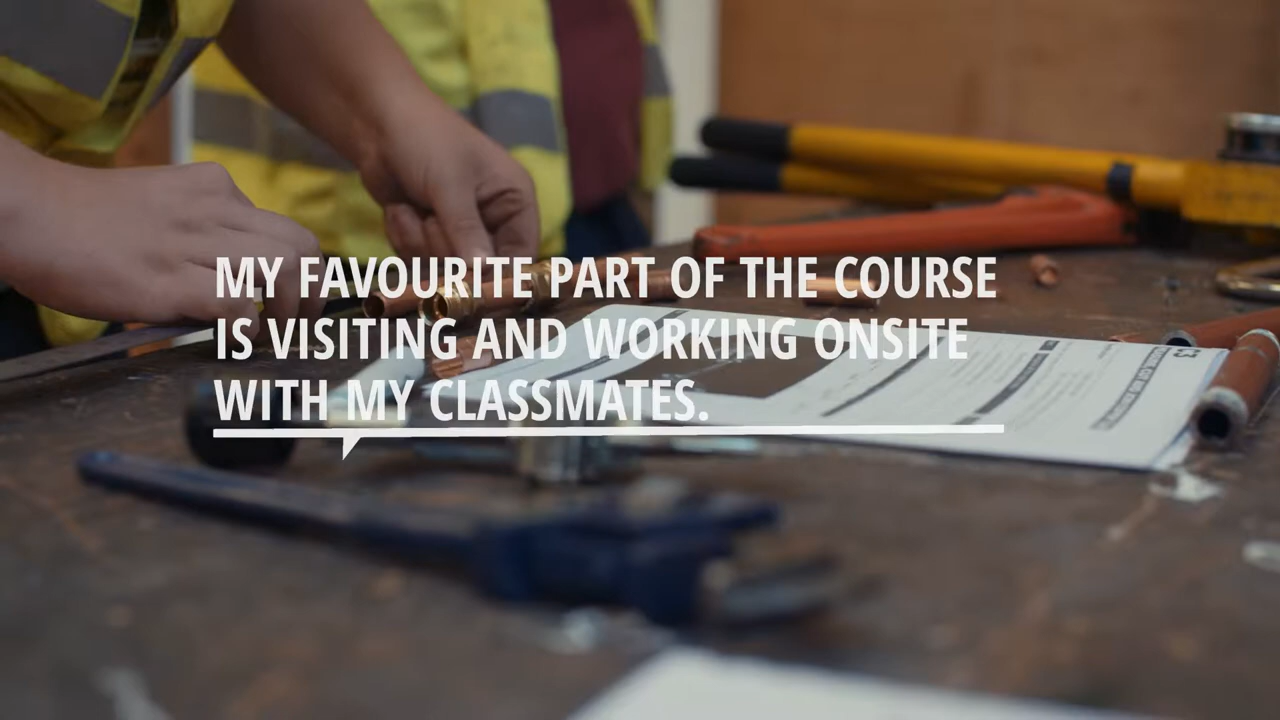 MY FAVOURITE PART OF THE COURSE
IS VISITING AND WORKING ONSITE
WITH MY CLASSMATES.